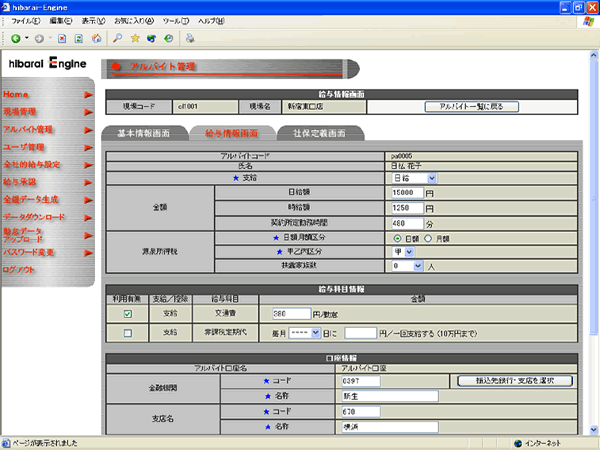 hibarai-Engine
ファイル(F) 編集(E) 表示(V) お気に入り(A) ツール(T) ヘルプ(H)
戻る
hibarai Engine
アルバイト管理
Home
現場管理
アルバイト管理
ユーザ管理
全社的給与設定
給与承認
全銀データ生成
データダウンロード
勤怠データ
アップロード
パスワード変更
ログアウト
給与情報画面
現場コード cl1001 現場名 新宿東口店 アルバイト一覧に戻る
基本情報画面 給与情報画面 社保定義画面
アルバイトコード pa0005
氏名 日払 花子
★ 支給 日給
金額 日給額 15000 円
時給額 1250 円
契約所定勤務時間 480 分
源泉所得税 ★ 日額月額区分 日額 月額
★ 甲乙丙区分 甲
扶養家族数 0 人
給与科目情報
利用有無 支給/控除 給与科目 金額
支給 交通費 380 円/勤怠
支給 非課税定期代 毎月 ---- 日に 円/一回支給する(10万円まで)
口座情報
アルバイト口座名 アルバイト口座
金融機関 ★ コード 0397 振込先銀行・支店を選択
★ 名称 新生
支店名 ★ コード 670
★ 名称 横浜
ページが表示されました インターネット